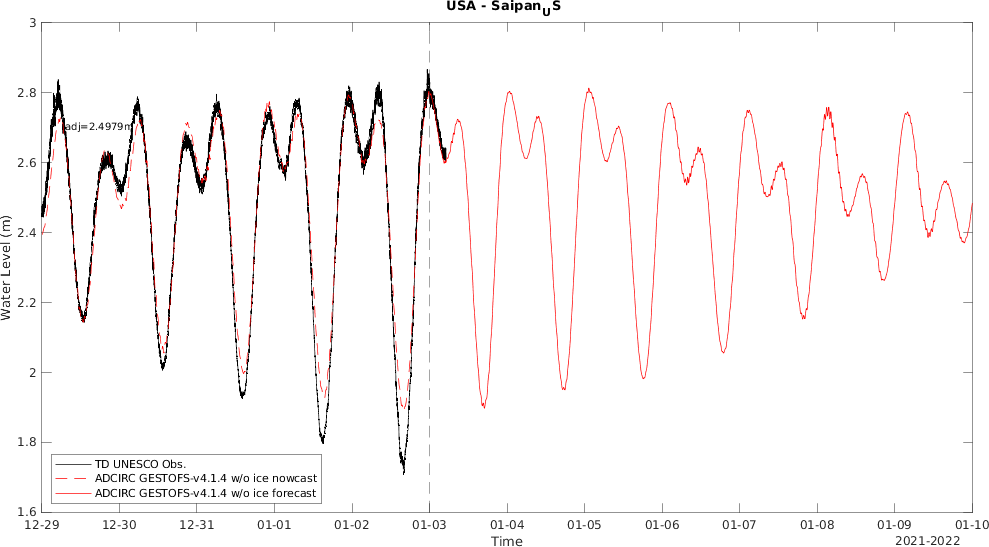 USA - SaipanUS
3
2.8
2.6
2.4
2.2
2
1.8
1.6
Water Level (m)
adj=2.4979m
TD UNESCO Obs.
ADCIRC GESTOFS-v4.1.4 w/o ice nowcast
ADCIRC GESTOFS-v4.1.4 w/o ice forecast
12-29 12-30 12-31 01-01 01-02 01-03 01-04 01-05 01-06 01-07 01-08 01-09 01-10
Time
2021-2022